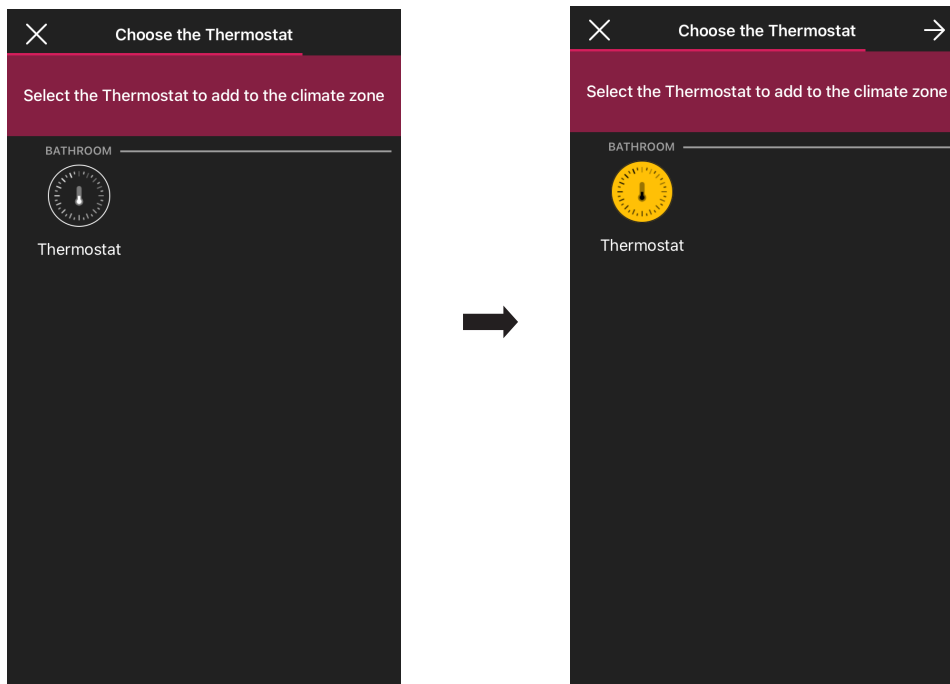 Choose the Thermostat
Select the Thermostat to add to the climate zone
BATHROOM
Thermostat
Choose the Thermostat
Select the Thermostat to add to the climate zone
BATHROOM
Thermostat